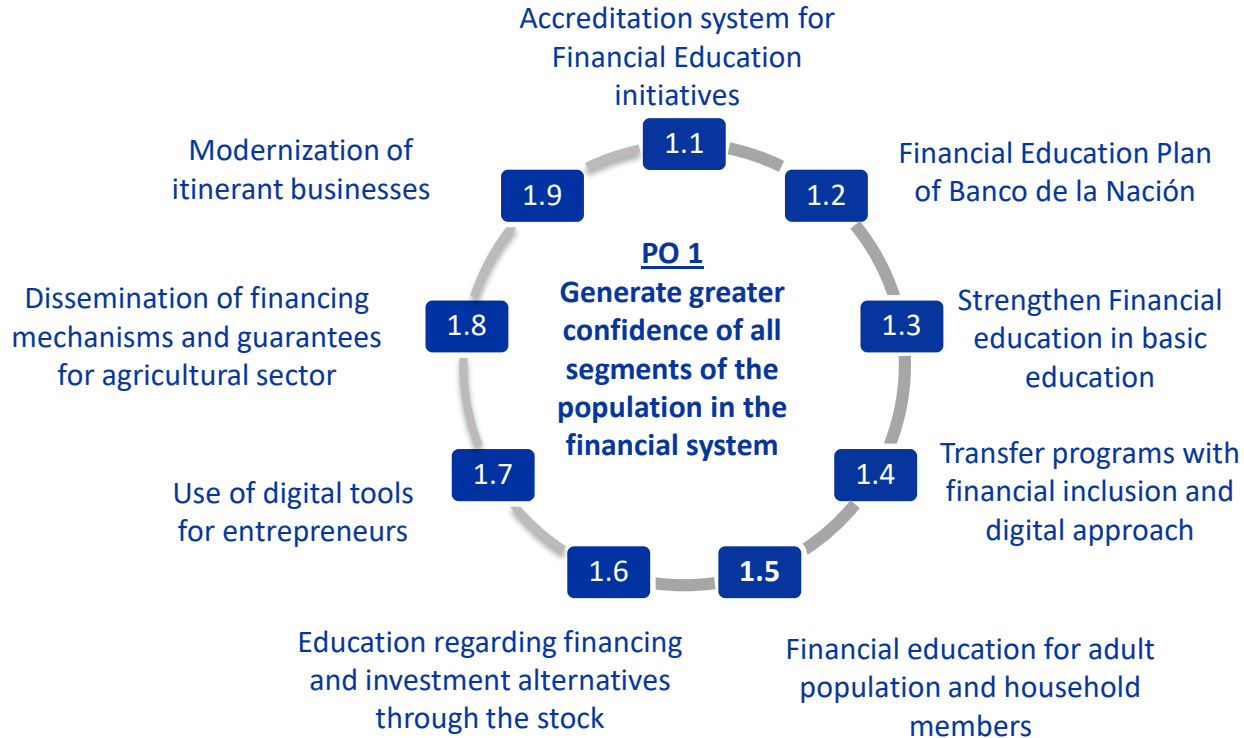 Accreditation system for
Financial Education
initiatives
1.1
Financial Education Plan
of Banco de la Nación
1.2
Strengthen Financial
education in basic
education
1.3
Transfer programs with
financial inclusion and
digital approach
1.4
Financial education for adult
population and household
members
1.5
Education regarding financing
and investment alternatives
through the stock
1.6
Use of digital tools
for entrepreneurs
1.7
Dissemination of financing
mechanisms and guarantees
for agricultural sector
1.8
Modernization of
itinerant businesses
1.9
PO 1
Generate greater
confidence of all
segments of the
population in the
financial system